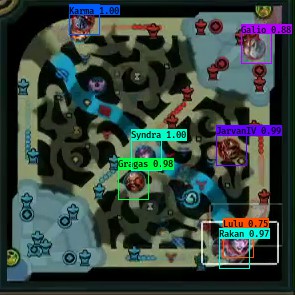 Karma 1.00
Galio 0.88
Syndra 1.00
JarvanIV 0.99
Gragas 0.98
Lulu 0.75
Rakan 0.97